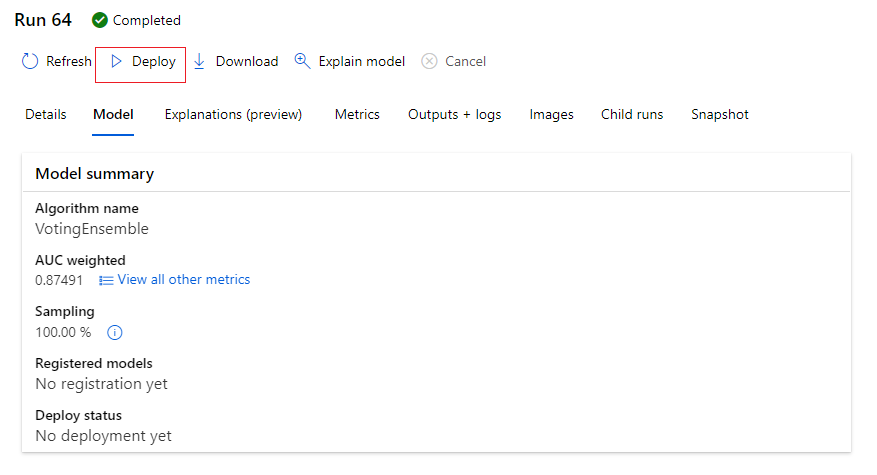 Run 64 Completed
Refresh Deploy Download Explain model Cancel
Details Model Explanations (preview) Metrics Outputs + logs Images Child runs Snapshot
Model summary
Algorithm name
VotingEnsemble
AUC weighted
0.87491 View all other metrics
Sampling
100.00 %
Registered models
No registration yet
Deploy status
No deployment yet